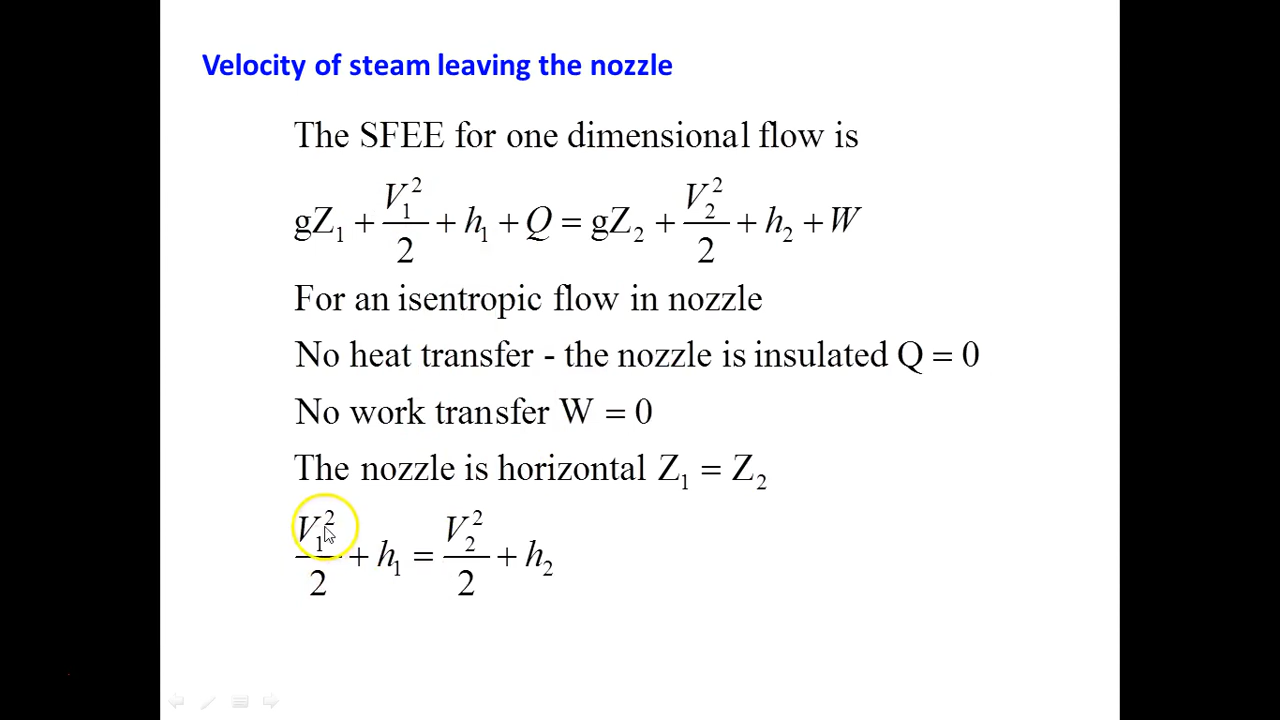 Velocity of steam leaving the nozzle
The SFEE for one dimensional flow is
gZ₁ + V₁²/2 + h₁ + Q = gZ₂ + V₂²/2 + h₂ + W
For an isentropic flow in nozzle
No heat transfer - the nozzle is insulated Q = 0
No work transfer W = 0
The nozzle is horizontal Z₁ = Z₂
V₁²/2 + h₁ = V₂²/2 + h₂